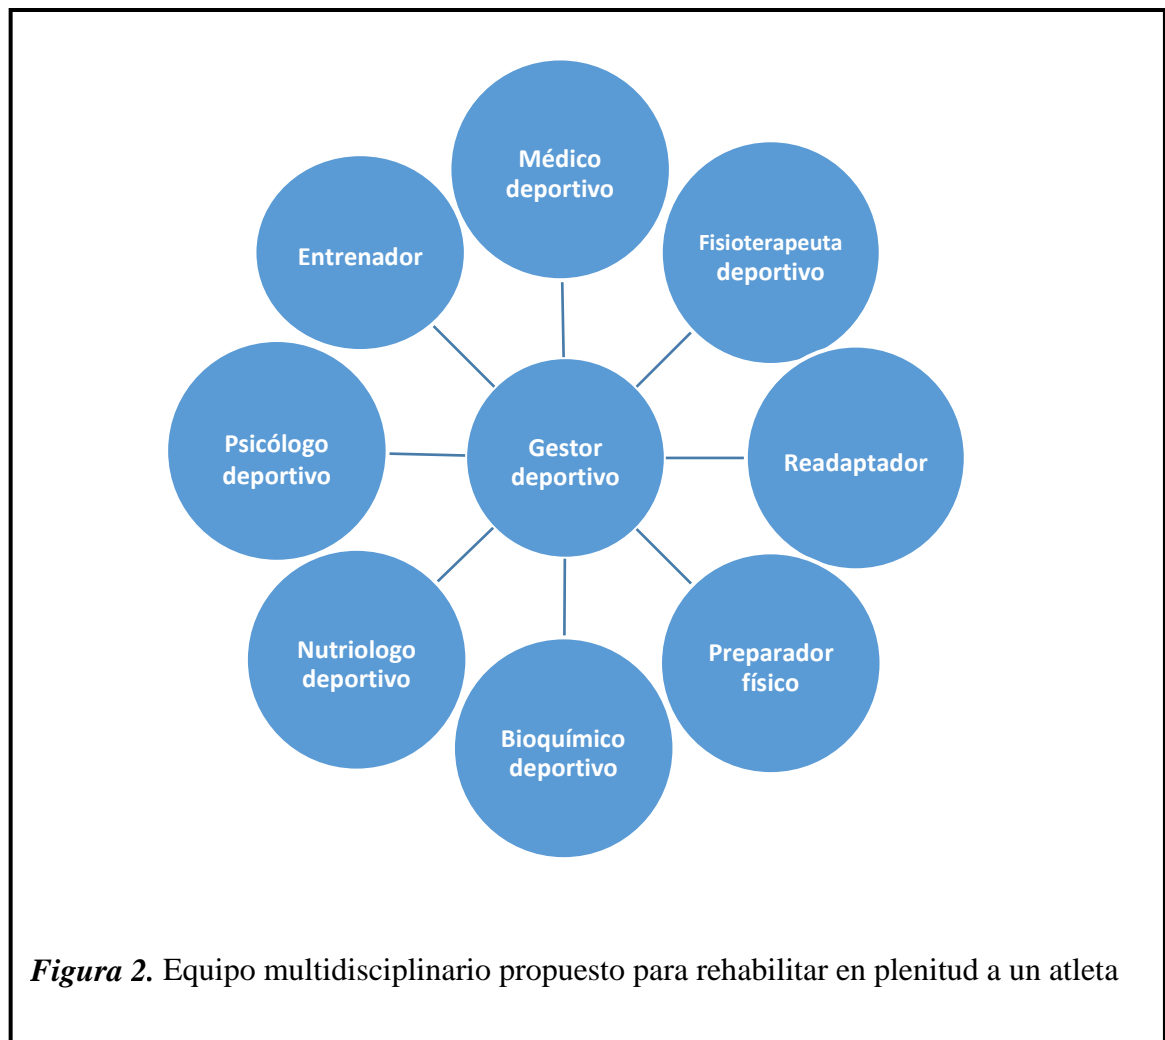 Médico
deportivo
Fisioterapeuta
deportivo
Entrenador
Psicólogo
deportivo
Gestor
deportivo
Readaptador
Nutriologo
deportivo
Preparador
físico
Bioquímico
deportivo
Figura 2. Equipo multidisciplinario propuesto para rehabilitar en plenitud a un atleta